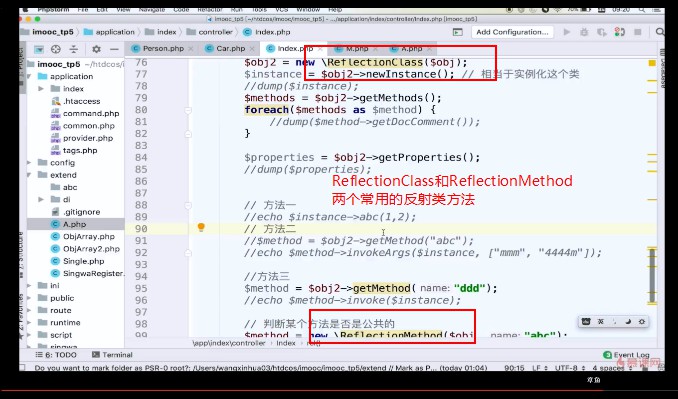 PhpStorm File Edit View Navigate Code Refactor Run Tools VCS Window Help
imooc_tp5 [~/htdcos/imooc/imooc_tp5] - .../application/index/controller/Index.php [imooc_tp5]
imooc_tp5 application index controller Index.php Add Configuration...
Person.php Car.php Index.php M.php A.php
imooc_tp5
application
index
.htaccess
command.php
common.php
provider.php
tags.php
config
extend
abc
di
.gitignore
A.php
ObjArray.php
ObjArray2.php
Single.php
SingwaRegister.
ini
public
route
runtime
script
76 $obj2 = new \ReflectionClass($obj);
77 $instance = $obj2->newInstance(); // 相当于实例化这个类
78 //dump($instance);
79 $methods = $obj2->getMethods();
80 foreach($methods as $method) {
81 //dump($method->getDocComment());
82 }
83
84 $properties = $obj2->getProperties();
85 //dump($properties);
86
ReflectionClass和ReflectionMethod
87
两个常用的反射类方法
88 // 方法一
89 //echo $instance->abc(1,2);
90 // 方法二
91 //$method = $obj2->getMethod("abc");
92 //echo $method->invokeArgs($instance, ["mmm", "4444m"]);
93
94 //方法三
95 $method = $obj2->getMethod( name: "ddd");
96 //echo $method->invoke($instance);
97
98 // 判断某个方法是否是公共的
99 $method = new \ReflectionMethod($obj, name: "abc");
\app\index\controller Index
6: TODO Terminal Event Log
Do you want to mark folder as PSR-0 root?: /Users/wangxinhua03/htdcos/imooc/imooc_tp5/extend // Mark as P... 90:15 LF UTF-8 4 spaces